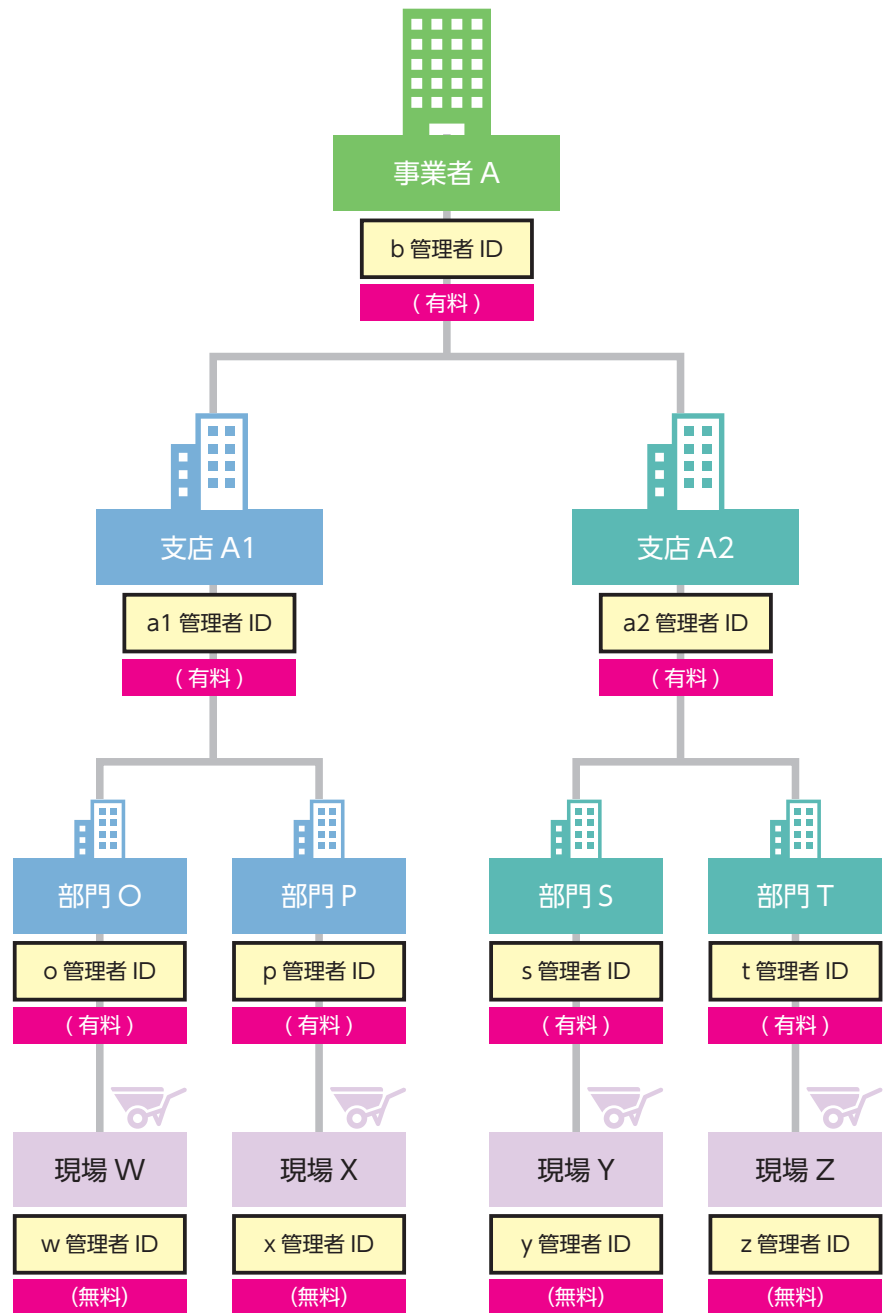 事業者 A
b 管理者 ID
( 有料 )
支店 A1
支店 A2
a1 管理者 ID
a2 管理者 ID
( 有料 )
( 有料 )
部門 O
部門 P
部門 S
部門 T
o 管理者 ID
p 管理者 ID
s 管理者 ID
t 管理者 ID
( 有料 )
( 有料 )
( 有料 )
( 有料 )
現場 W
現場 X
現場 Y
現場 Z
w 管理者 ID
x 管理者 ID
y 管理者 ID
z 管理者 ID
(無料)
(無料)
(無料)
(無料)